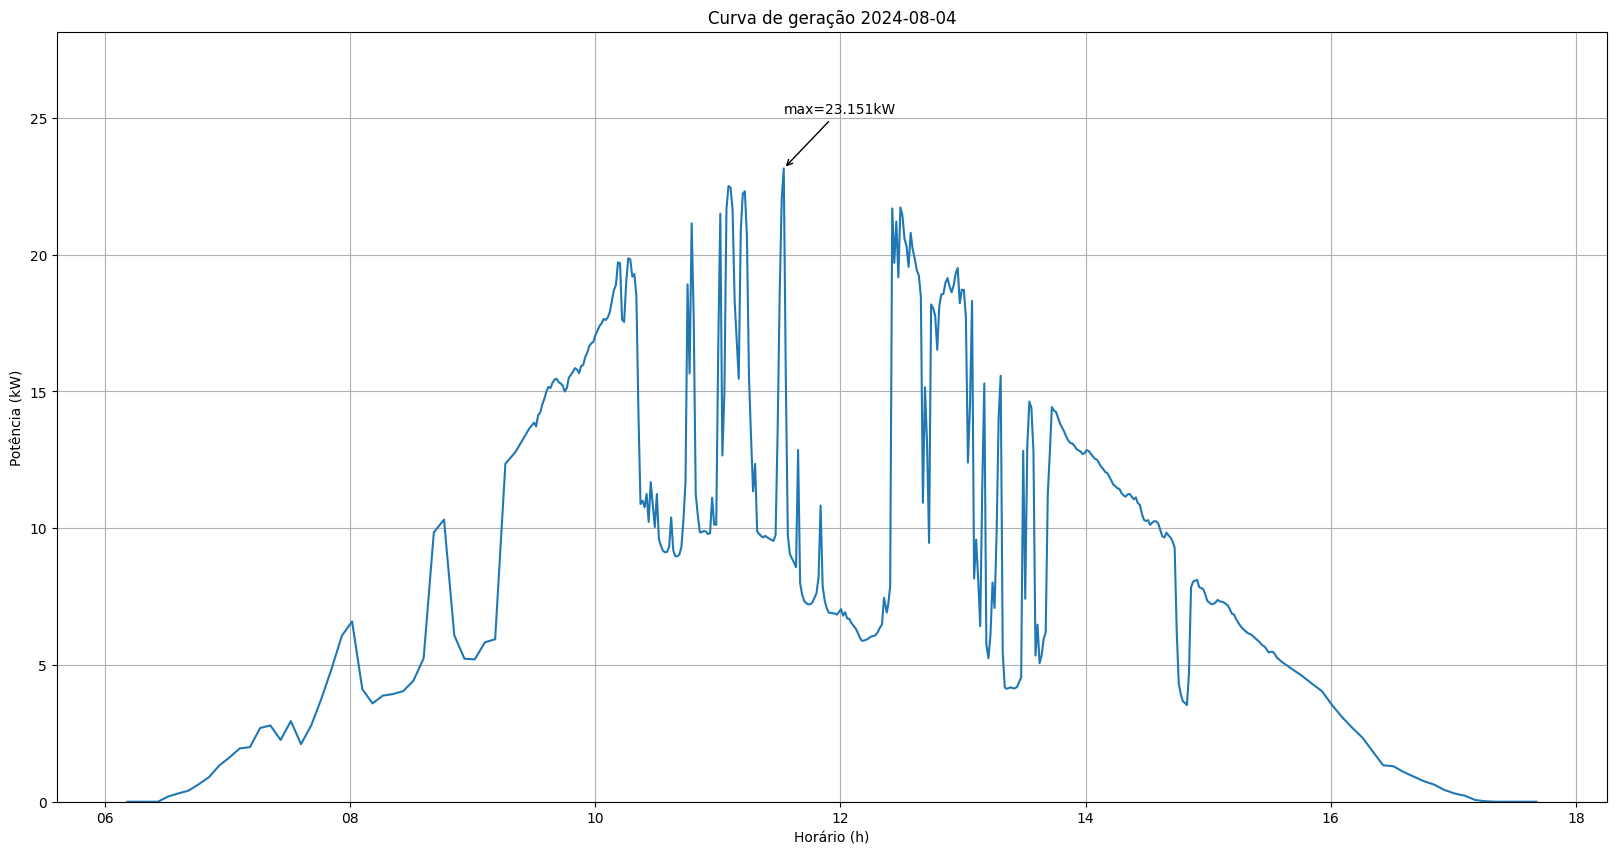 Curva de geração 2024-08-04
max=23.151kW
Potência (kW)
25
20
15
10
5
0
06 08 10 12 14 16 18
Horário (h)